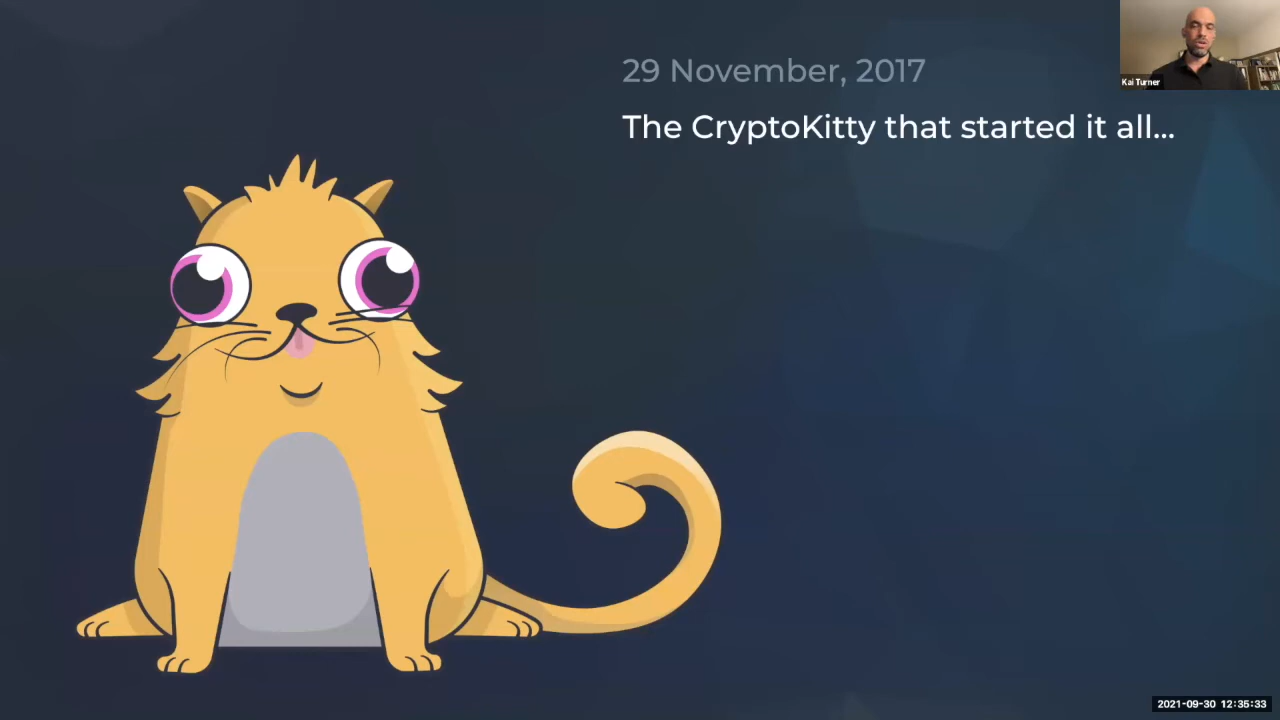 29 November, 2017
The CryptoKitty that started it all...
Kai Turner
2021-09-30 12:35:33